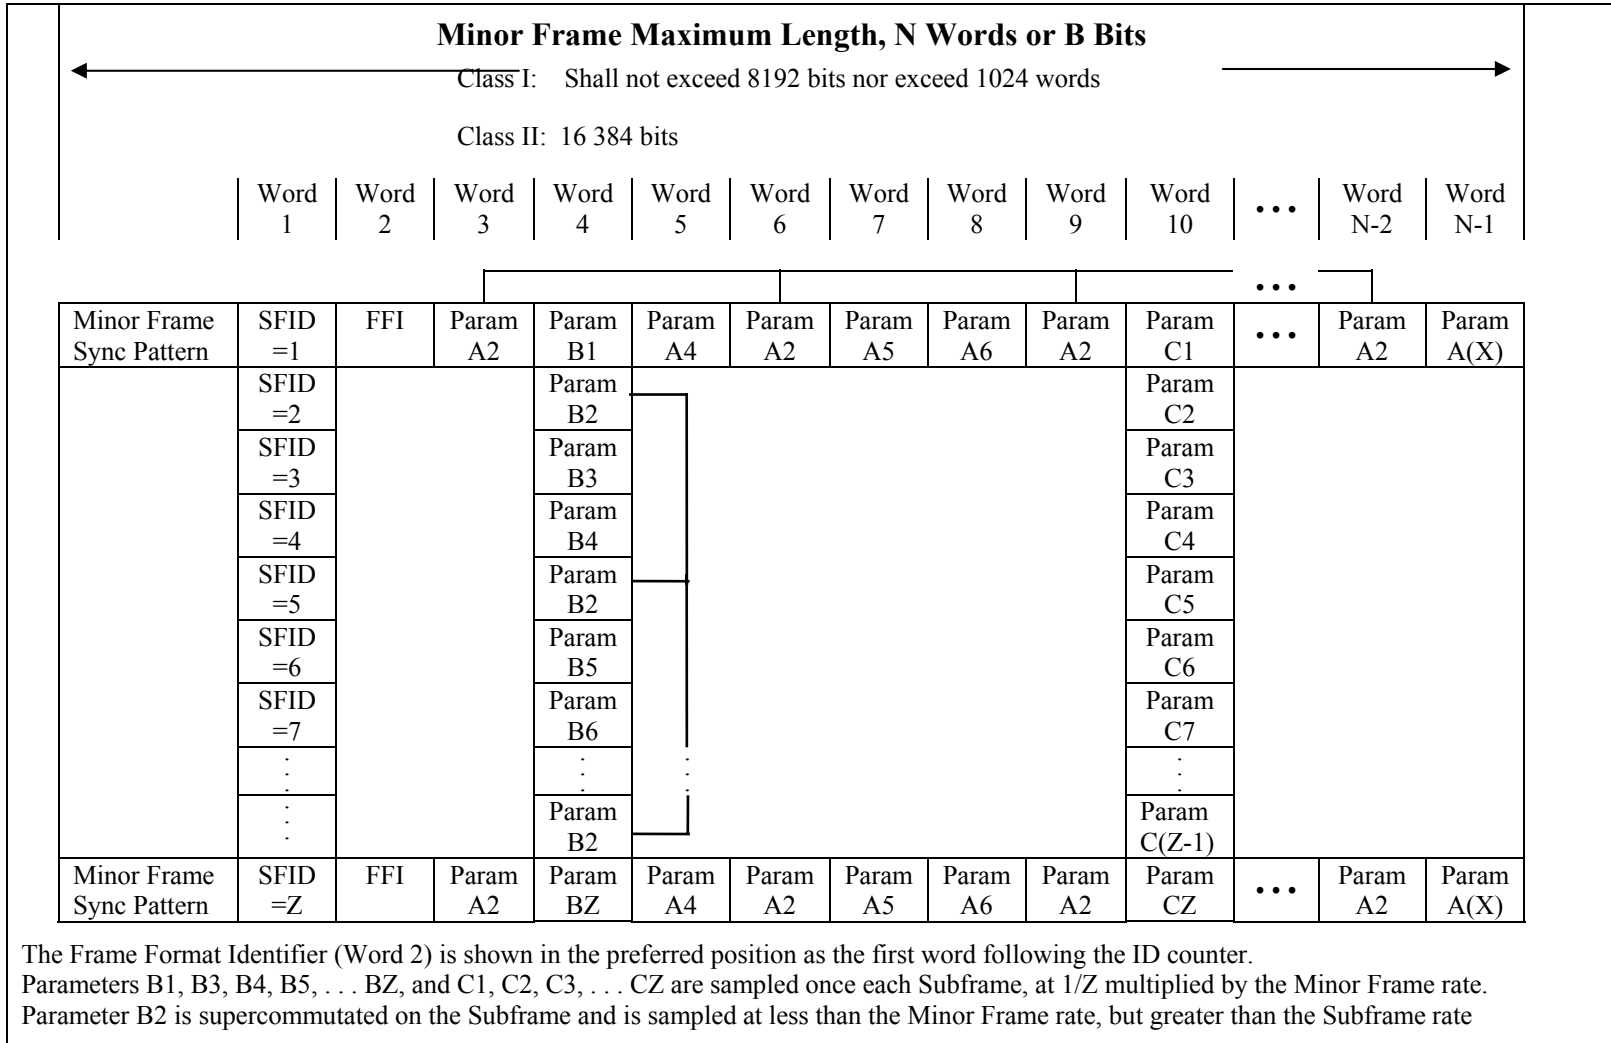 Minor Frame Maximum Length, N Words or B Bits
Class I: Shall not exceed 8192 bits nor exceed 1024 words
Class II: 16 384 bits
Word Word Word Word Word Word Word Word Word Word ••• Word Word
1 2 3 4 5 6 7 8 9 10 N-2 N-1
•••
Minor Frame SFID FFI Param Param Param Param Param Param Param Param ••• Param Param
Sync Pattern =1 A2 B1 A4 A2 A5 A6 A2 C1 A2 A(X)
SFID Param Param
=2 B2 C2
SFID Param Param
=3 B3 C3
SFID Param Param
=4 B4 C4
SFID Param Param
=5 B2 C5
SFID Param Param
=6 B5 C6
SFID Param Param
=7 B6 C7
Param Param
B2 C(Z-1)
Minor Frame SFID FFI Param Param Param Param Param Param Param Param ••• Param Param
Sync Pattern =Z A2 BZ A4 A2 A5 A6 A2 CZ A2 A(X)
The Frame Format Identifier (Word 2) is shown in the preferred position as the first word following the ID counter.
Parameters B1, B3, B4, B5, . . . BZ, and C1, C2, C3, . . . CZ are sampled once each Subframe, at 1/Z multiplied by the Minor Frame rate.
Parameter B2 is supercommutated on the Subframe and is sampled at less than the Minor Frame rate, but greater than the Subframe rate